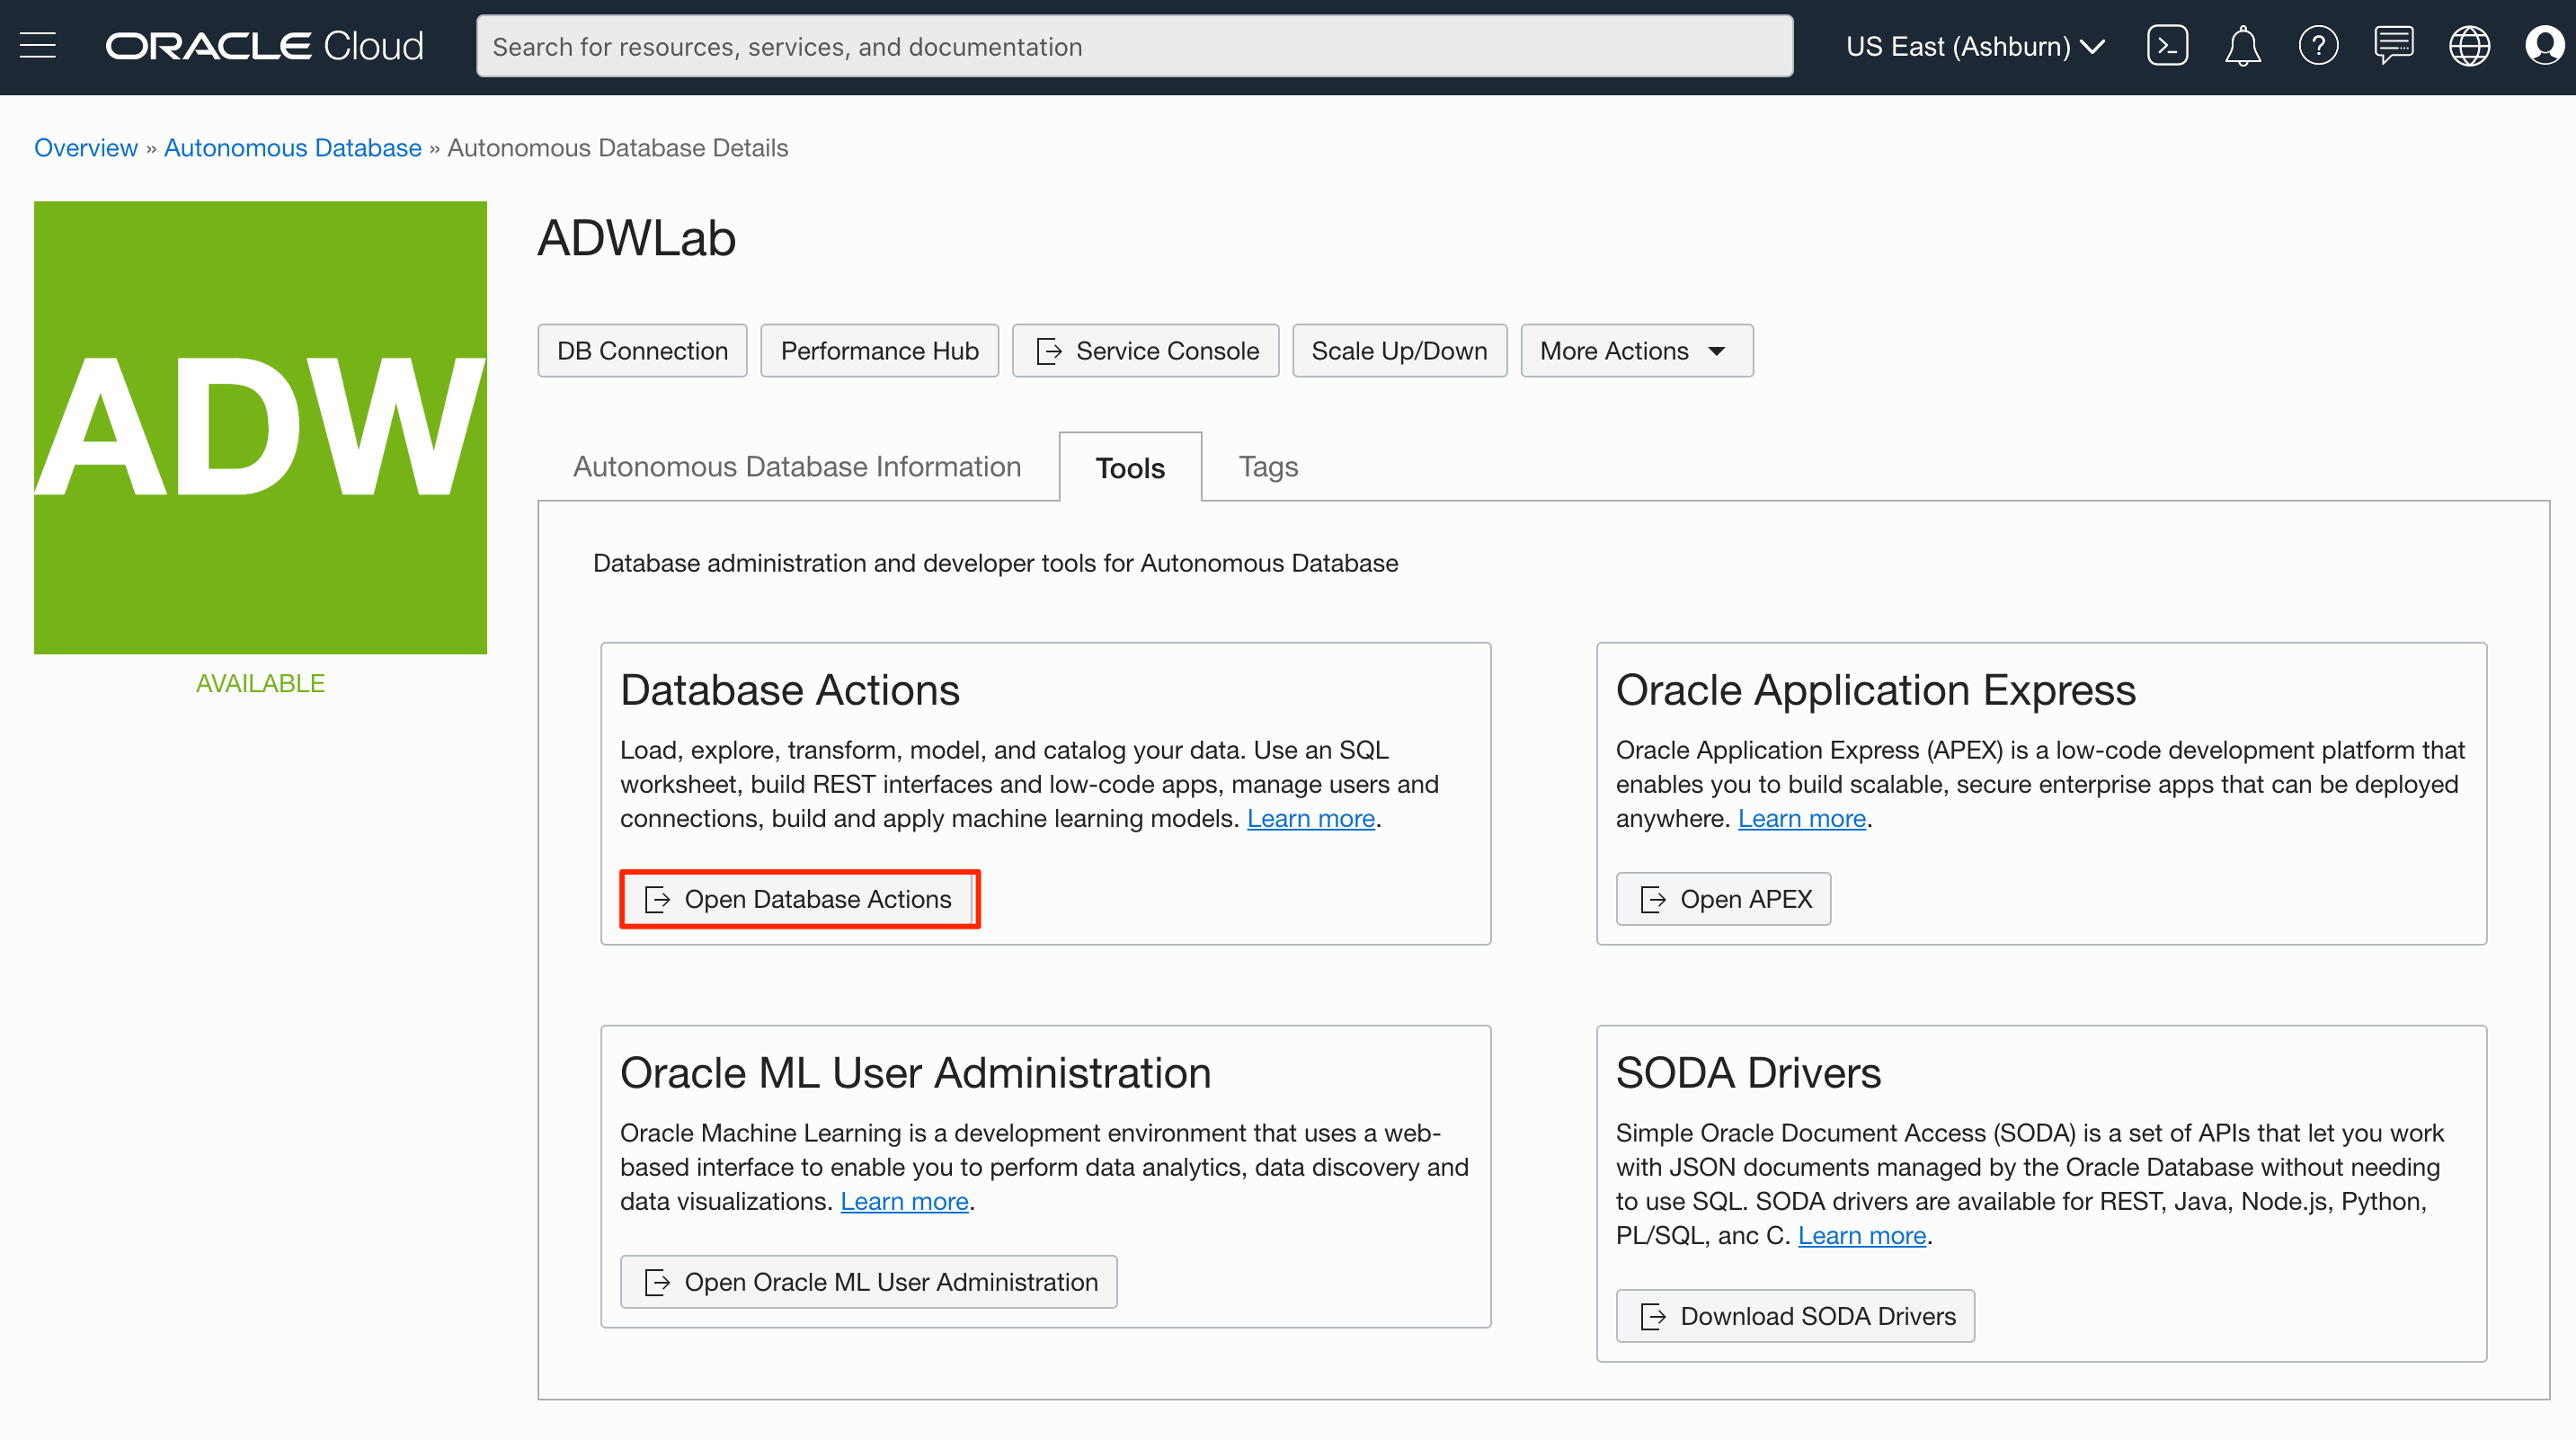 ORACLE Cloud
Search for resources, services, and documentation
US East (Ashburn)
Overview » Autonomous Database » Autonomous Database Details
ADW
AVAILABLE
ADWLab
DB Connection
Performance Hub
Service Console
Scale Up/Down
More Actions
Autonomous Database Information
Tools
Tags
Database administration and developer tools for Autonomous Database
Database Actions
Load, explore, transform, model, and catalog your data. Use an SQL
worksheet, build REST interfaces and low-code apps, manage users and
connections, build and apply machine learning models. Learn more.
Open Database Actions
Oracle Application Express
Oracle Application Express (APEX) is a low-code development platform that
enables you to build scalable, secure enterprise apps that can be deployed
anywhere. Learn more.
Open APEX
Oracle ML User Administration
Oracle Machine Learning is a development environment that uses a web-
based interface to enable you to perform data analytics, data discovery and
data visualizations. Learn more.
Open Oracle ML User Administration
SODA Drivers
Simple Oracle Document Access (SODA) is a set of APIs that let you work
with JSON documents managed by the Oracle Database without needing
to use SQL. SODA drivers are available for REST, Java, Node.js, Python,
PL/SQL, anc C. Learn more.
Download SODA Drivers